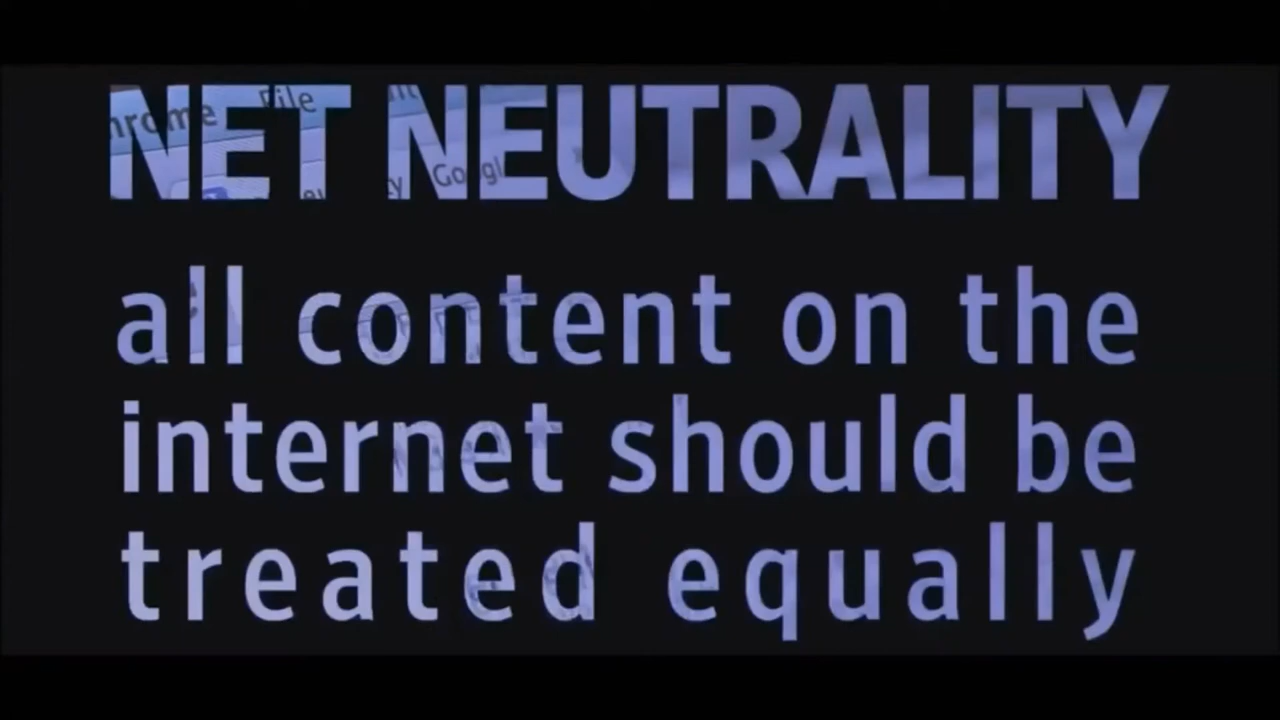 NET NEUTRALITY
all content on the
internet should be
treated equally